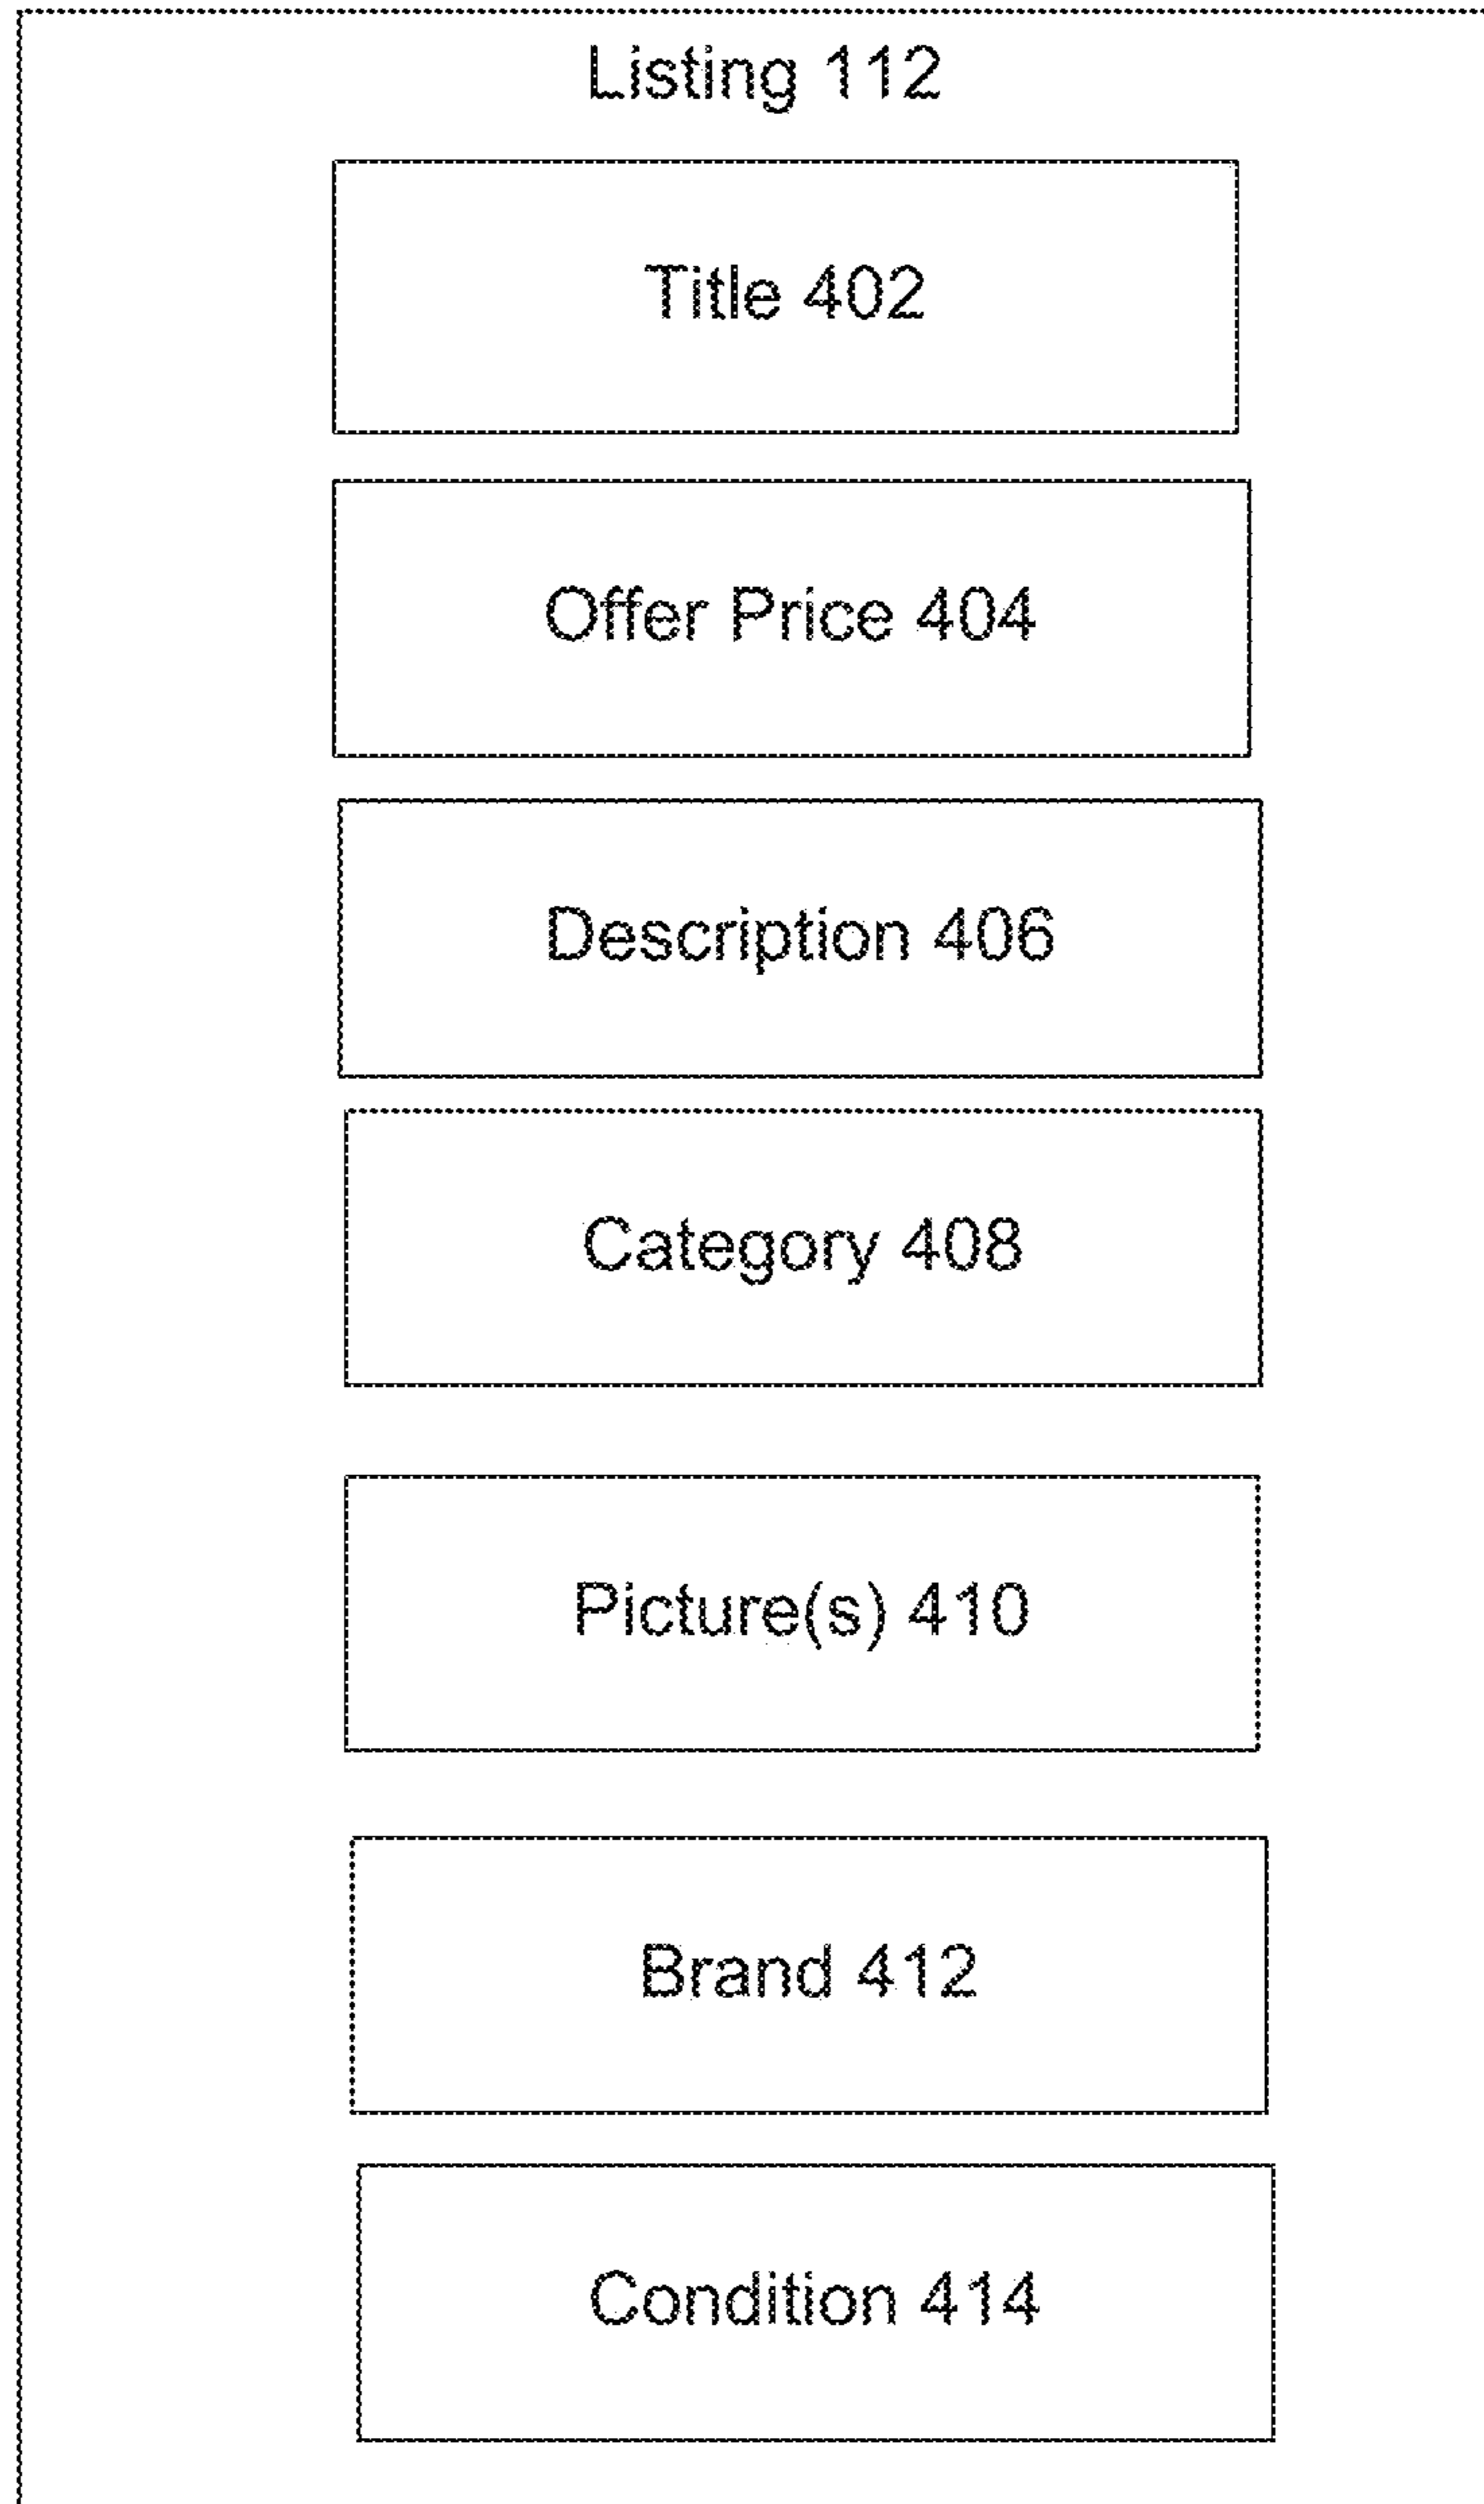 Listing 112
Title 402
Offer Price 404
Description 406
Category 408
Picture(s) 410
Brand 412
Condition 414